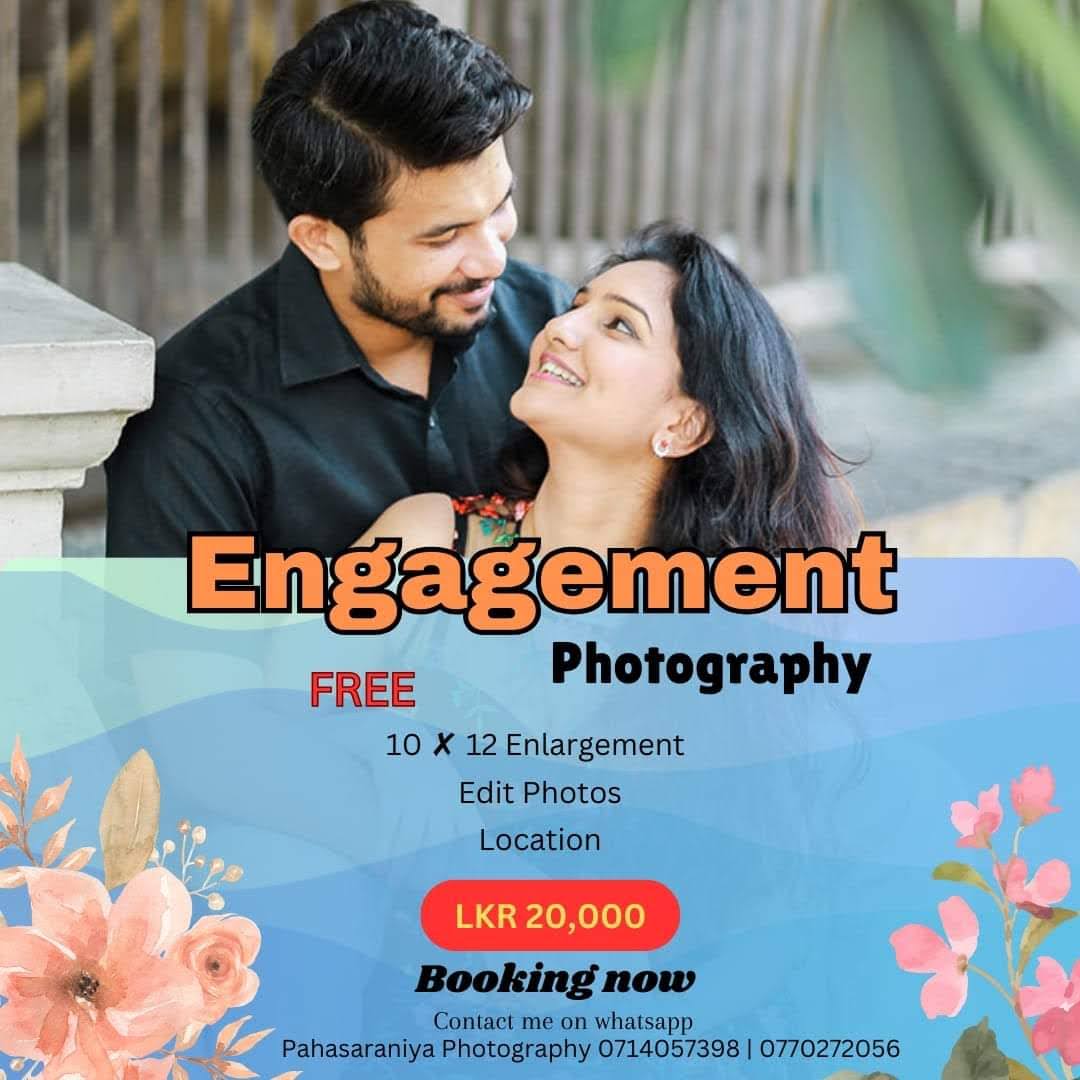 Engagement
Photography
FREE
10 ✘ 12 Enlargement
Edit Photos
Location
LKR 20,000
Booking now
Contact me on whatsapp
Pahasaraniya Photography 0714057398 | 0770272056